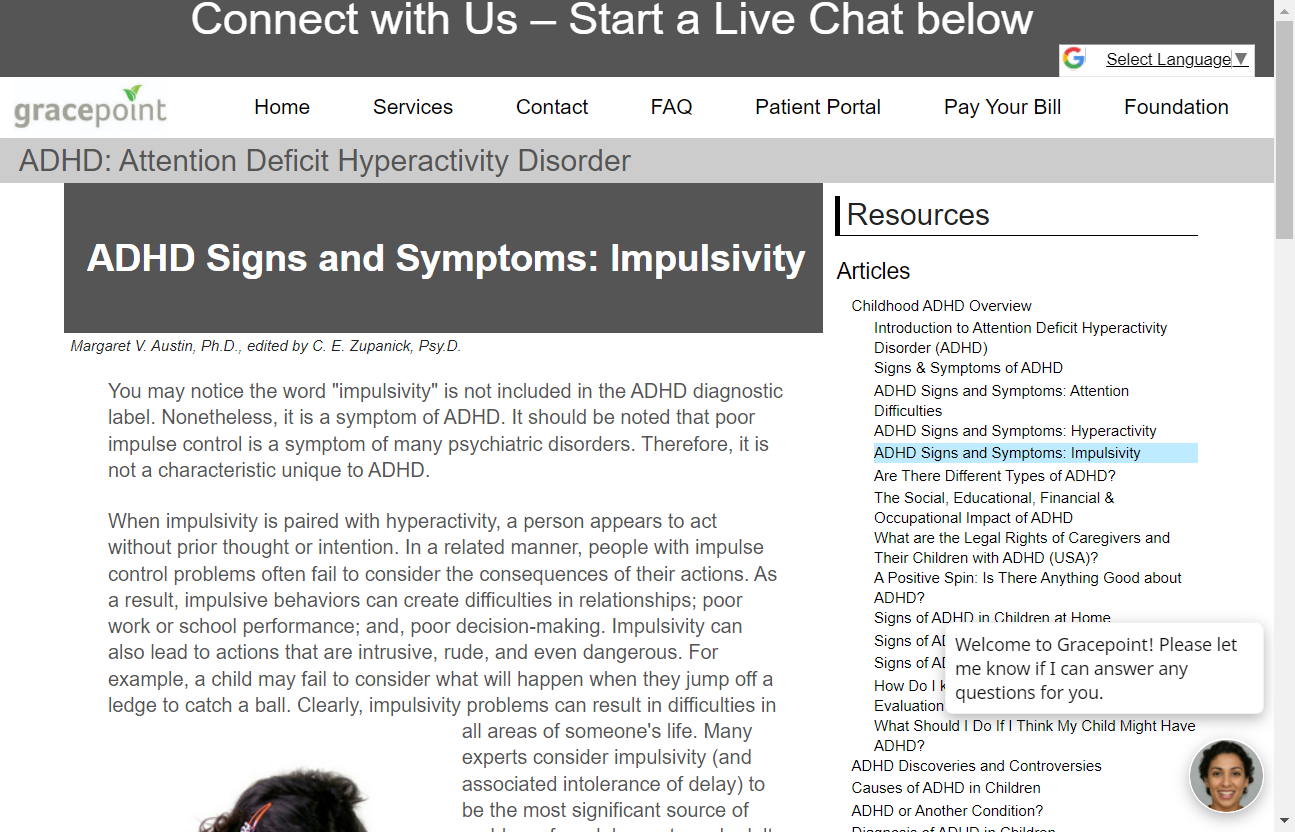 Connect with Us – Start a Live Chat below
Select Language ▼
gracepoint
Home Services Contact FAQ Patient Portal Pay Your Bill Foundation
ADHD: Attention Deficit Hyperactivity Disorder
ADHD Signs and Symptoms: Impulsivity
Margaret V. Austin, Ph.D., edited by C. E. Zupanick, Psy.D.
You may notice the word "impulsivity" is not included in the ADHD diagnostic
label. Nonetheless, it is a symptom of ADHD. It should be noted that poor
impulse control is a symptom of many psychiatric disorders. Therefore, it is
not a characteristic unique to ADHD.
When impulsivity is paired with hyperactivity, a person appears to act
without prior thought or intention. In a related manner, people with impulse
control problems often fail to consider the consequences of their actions. As
a result, impulsive behaviors can create difficulties in relationships; poor
work or school performance; and, poor decision-making. Impulsivity can
also lead to actions that are intrusive, rude, and even dangerous. For
example, a child may fail to consider what will happen when they jump off a
ledge to catch a ball. Clearly, impulsivity problems can result in difficulties in
all areas of someone's life. Many
experts consider impulsivity (and
associated intolerance of delay) to
be the most significant source of
Resources
Articles
Childhood ADHD Overview
Introduction to Attention Deficit Hyperactivity
Disorder (ADHD)
Signs & Symptoms of ADHD
ADHD Signs and Symptoms: Attention
Difficulties
ADHD Signs and Symptoms: Hyperactivity
ADHD Signs and Symptoms: Impulsivity
Are There Different Types of ADHD?
The Social, Educational, Financial &
Occupational Impact of ADHD
What are the Legal Rights of Caregivers and
Their Children with ADHD (USA)?
A Positive Spin: Is There Anything Good about
ADHD?
Signs of ADHD in Children at Home
Signs of
Signs of
How Do I
Evaluation
What Should I Do If I Think My Child Might Have
ADHD?
ADHD Discoveries and Controversies
Causes of ADHD in Children
ADHD or Another Condition?
Diagnosis of ADHD in Children
Welcome to Gracepoint! Please let
me know if I can answer any
questions for you.